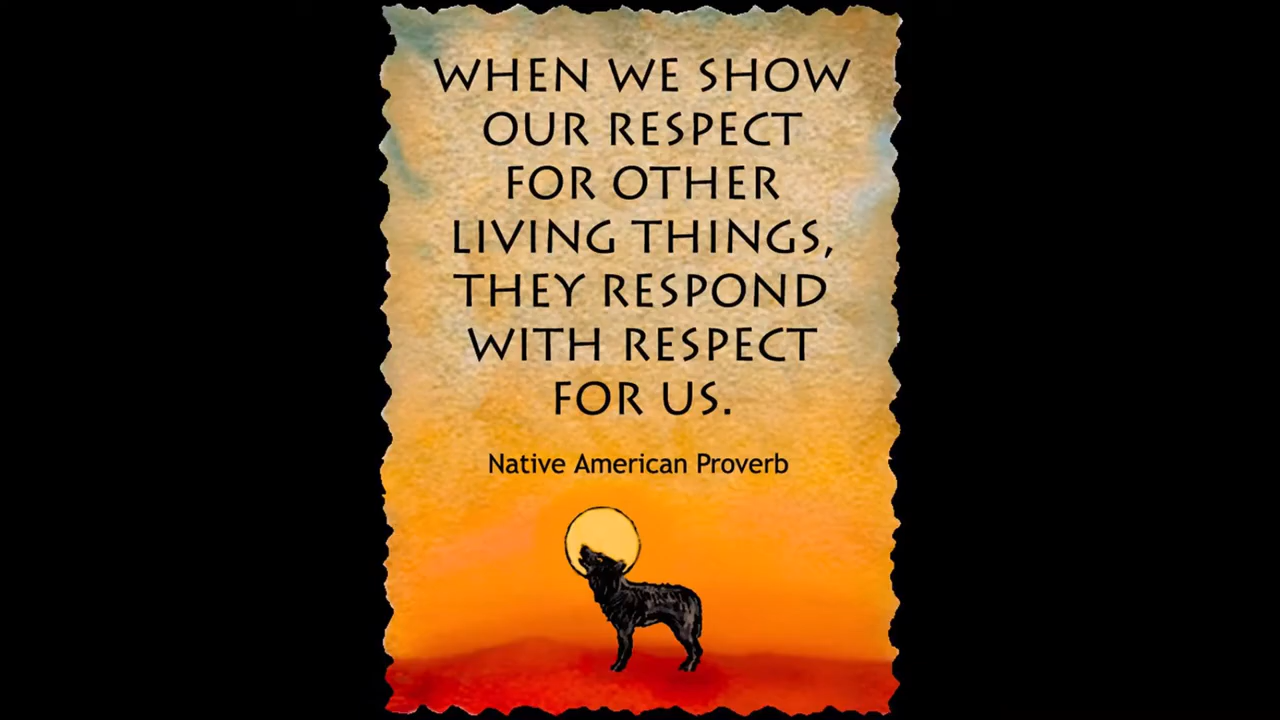 WHEN WE SHOW
OUR RESPECT
FOR OTHER
LIVING THINGS,
THEY RESPOND
WITH RESPECT
FOR US.
Native American Proverb